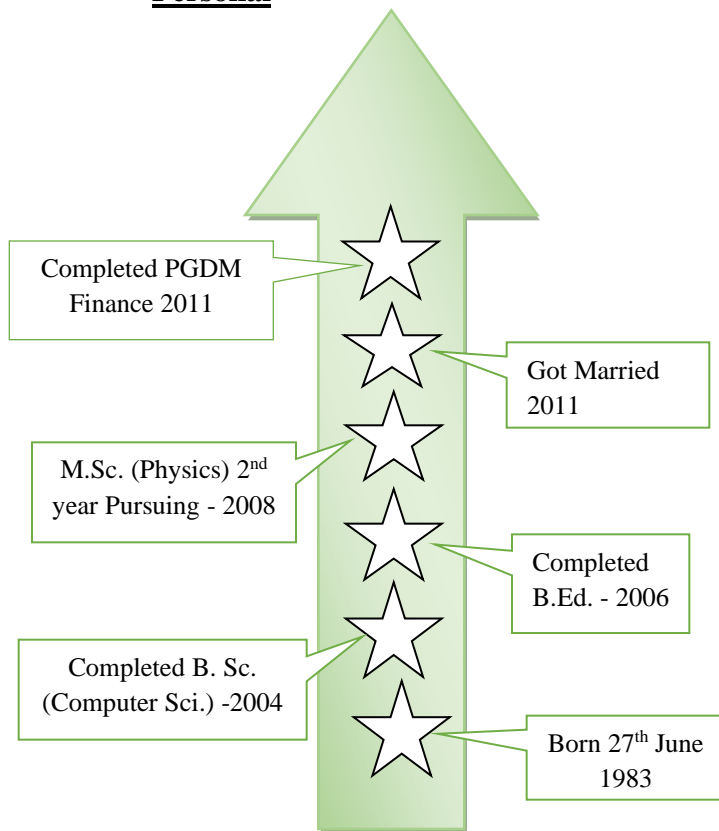 Personal
Completed PGDM
Finance 2011
Got Married
2011
M.Sc. (Physics) 2nd
year Pursuing - 2008
Completed
B.Ed. - 2006
Completed B. Sc.
(Computer Sci.) -2004
Born 27th June
1983